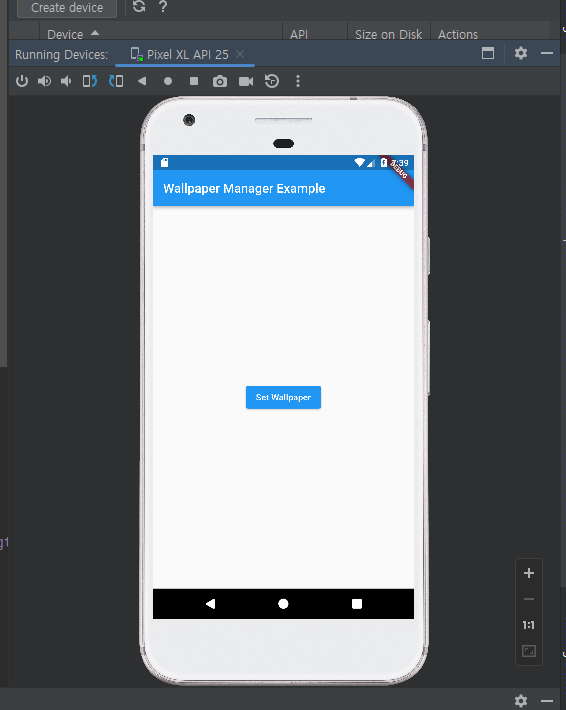 Create device
?
Device API Size on Disk Actions
Running Devices: Pixel XL API 25
7:39
DEBUG
Wallpaper Manager Example
Set Wallpaper
1:1